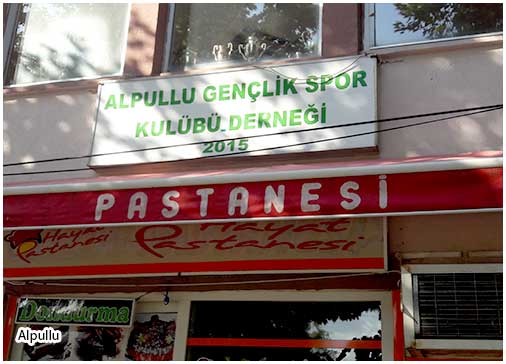 ALPULLU GENÇLİK SPOR
KULÜBÜ DERNEĞİ
2015
PASTANESİ
Hayat
Pastanesi
Hayat
Pastanesi
Dondurma
Alpullu